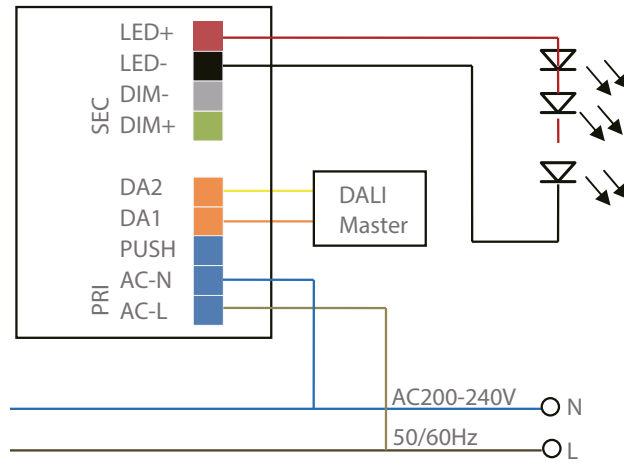 LED+
LED-
DIM-
DIM+
SEC
DA2
DA1
PUSH
AC-N
AC-L
PRI
DALI
Master
AC200-240V
N
50/60Hz
L